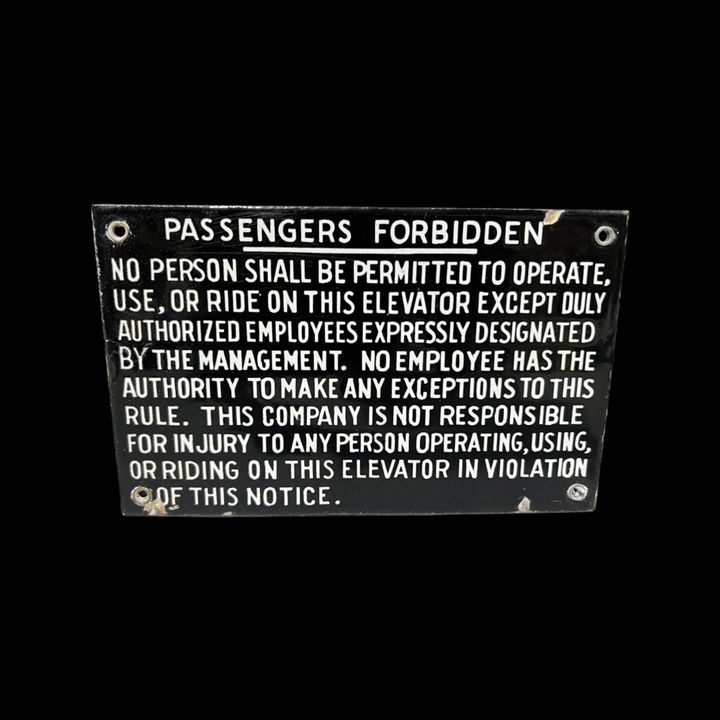 PASSENGERS FORBIDDEN
NO PERSON SHALL BE PERMITTED TO OPERATE,
USE, OR RIDE ON THIS ELEVATOR EXCEPT DULY
AUTHORIZED EMPLOYEES EXPRESSLY DESIGNATED
BY THE MANAGEMENT. NO EMPLOYEE HAS THE
AUTHORITY TO MAKE ANY EXCEPTIONS TO THIS
RULE. THIS COMPANY IS NOT RESPONSIBLE
FOR INJURY TO ANY PERSON OPERATING, USING,
OR RIDING ON THIS ELEVATOR IN VIOLATION
OF THIS NOTICE.